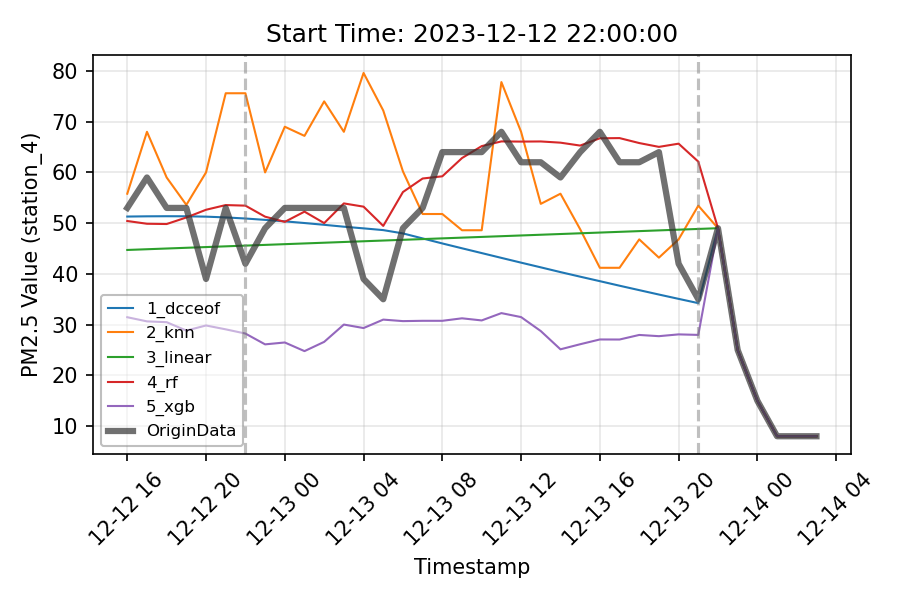 Start Time: 2023-12-12 22:00:00
PM2.5 Value (station_4)
80
70
60
50
40
30
20
10
1_dcceof
2_knn
3_linear
4_rf
5_xgb
OriginData
12-12 16
12-12 20
12-13 00
12-13 04
12-13 08
12-13 12
12-13 16
12-13 20
12-14 00
12-14 04
Timestamp